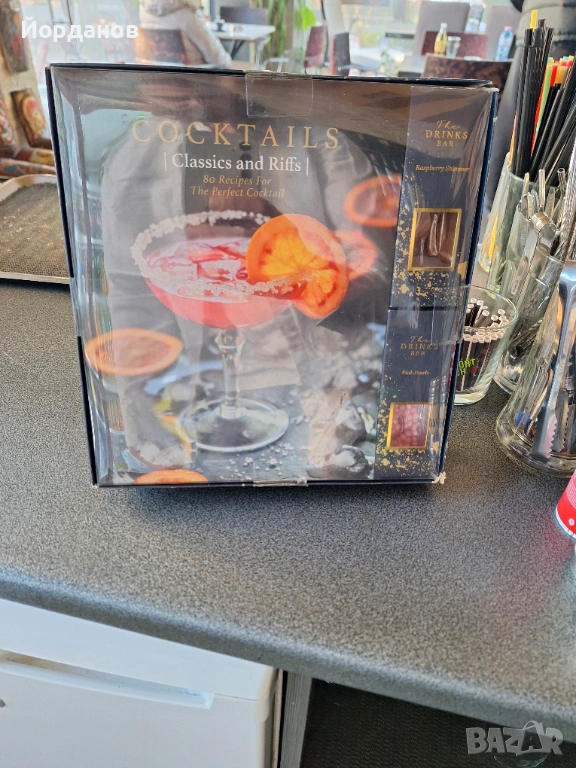 Йорданов
COCKTAILS
| Classics and Riffs |
80 Recipes For
The Perfect Cocktail
The
DRINKS
BAR
Raspberry Shimmer
The
DRINKS
BAR
Pink Pearls
BAZAR